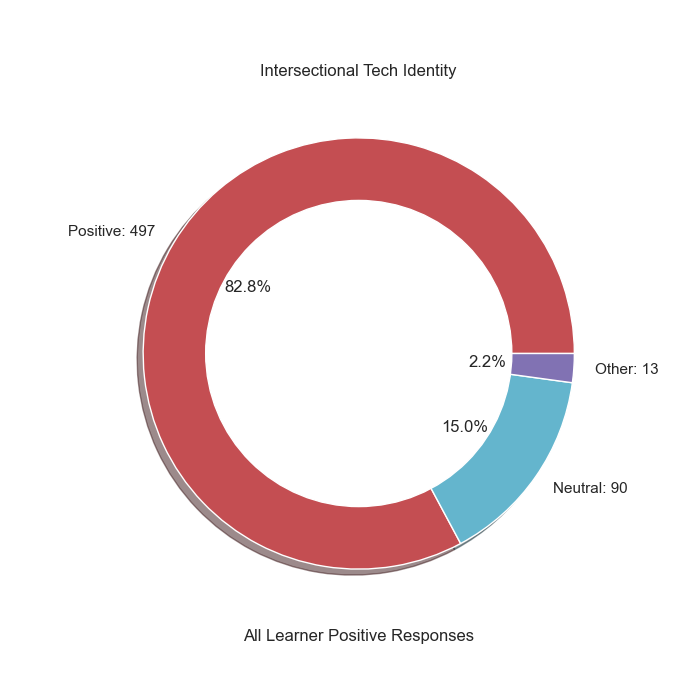 Intersectional Tech Identity
Positive: 497
82.8%
2.2%
Other: 13
15.0%
Neutral: 90
All Learner Positive Responses